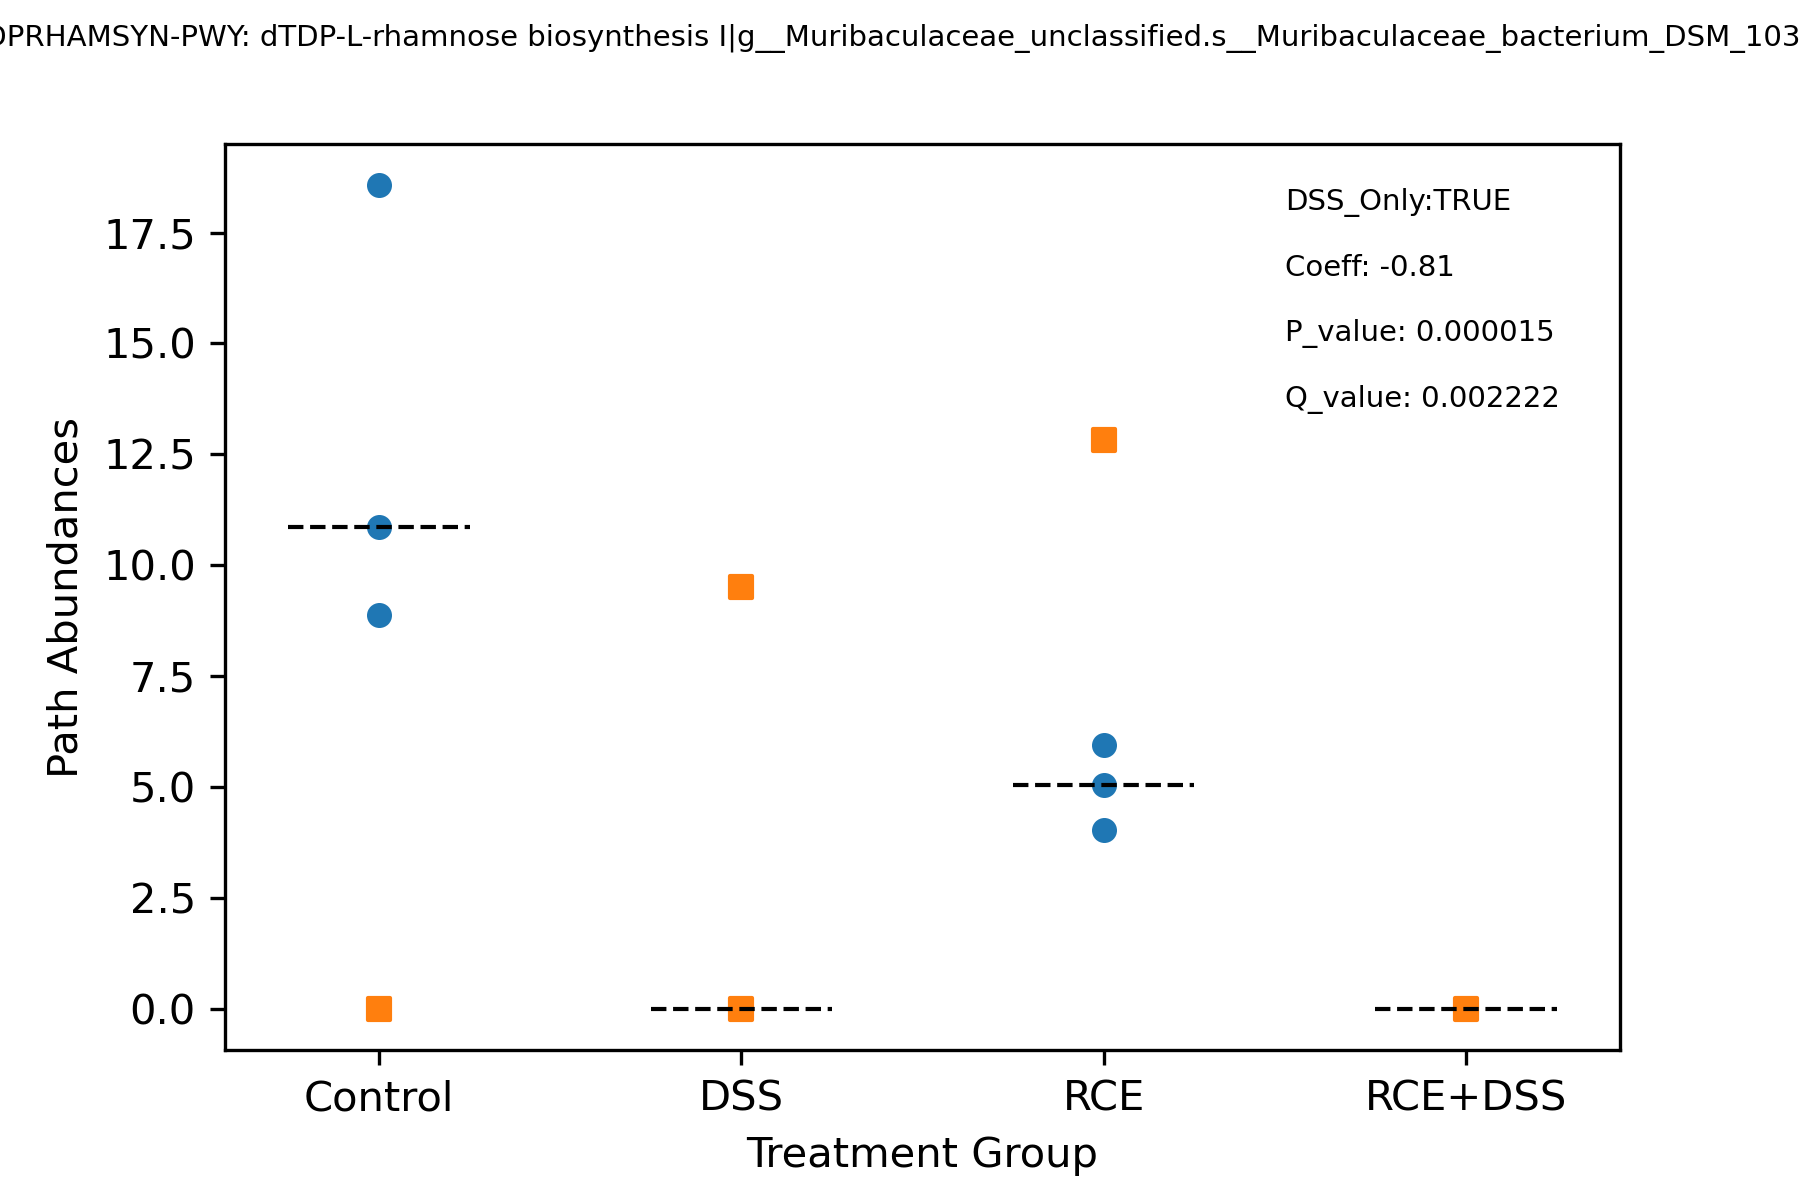 DPRHAMSYN-PWY: dTDP-L-rhamnose biosynthesis I|g__Muribaculaceae_unclassified.s__Muribaculaceae_bacterium_DSM_103
DSS_Only:TRUE
Coeff: -0.81
P_value: 0.000015
Q_value: 0.002222
17.5
15.0
12.5
10.0
7.5
5.0
2.5
0.0
Path Abundances
Control DSS RCE RCE+DSS
Treatment Group